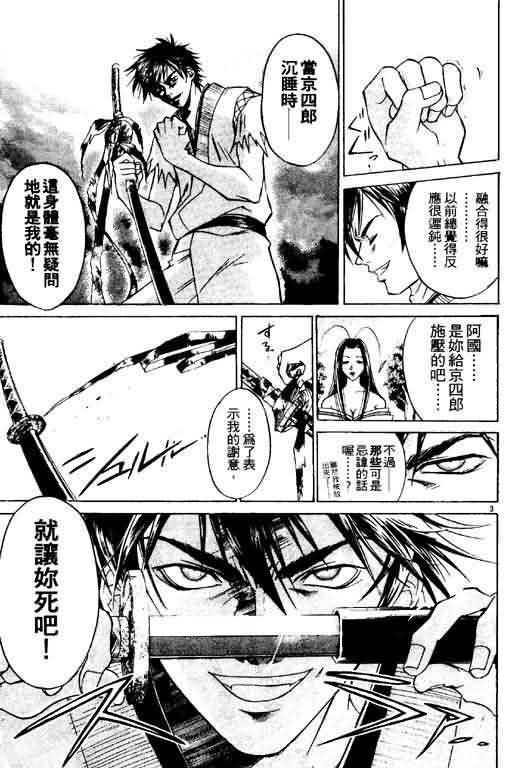 融合得很好嘛
………
以前總覺得反
應很遲鈍……
當京四郎
沉睡時——
這身體毫無疑問
地就是我的！
阿國……
是妳給京四郎
施壓的吧……
不過
那些可是
忌諱的話
喔……？
……為了表
示我的謝意。
3
就讓妳死吧！